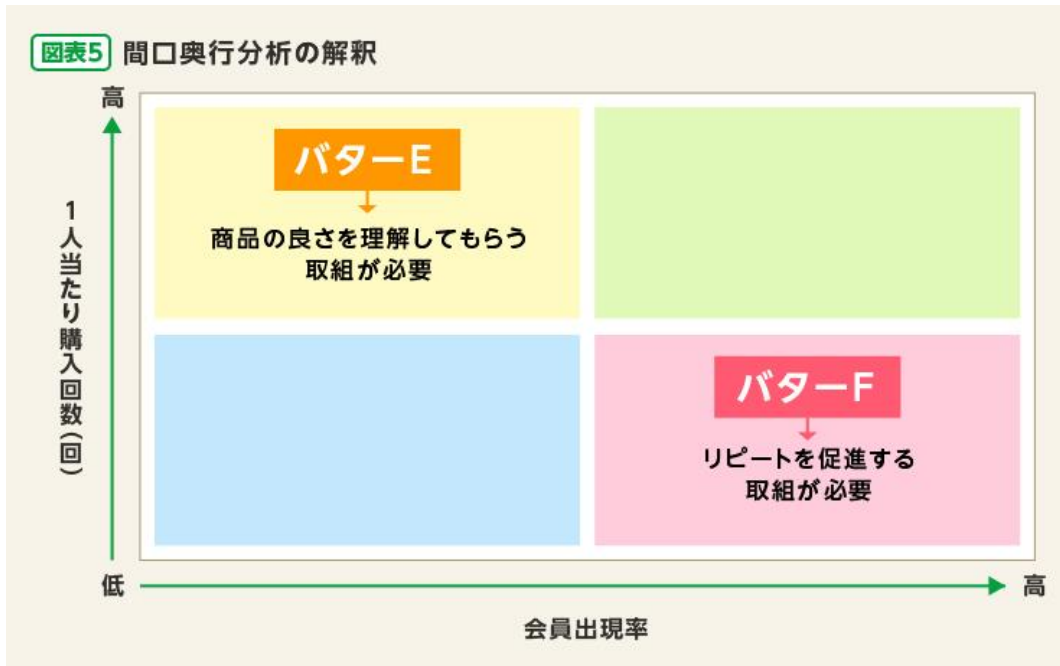 図表5 間口奥行分析の解釈
高
1人当たり購入回数(回)
バターE
商品の良さを理解してもらう
取組が必要
バターF
リピートを促進する
取組が必要
低
高
会員出現率